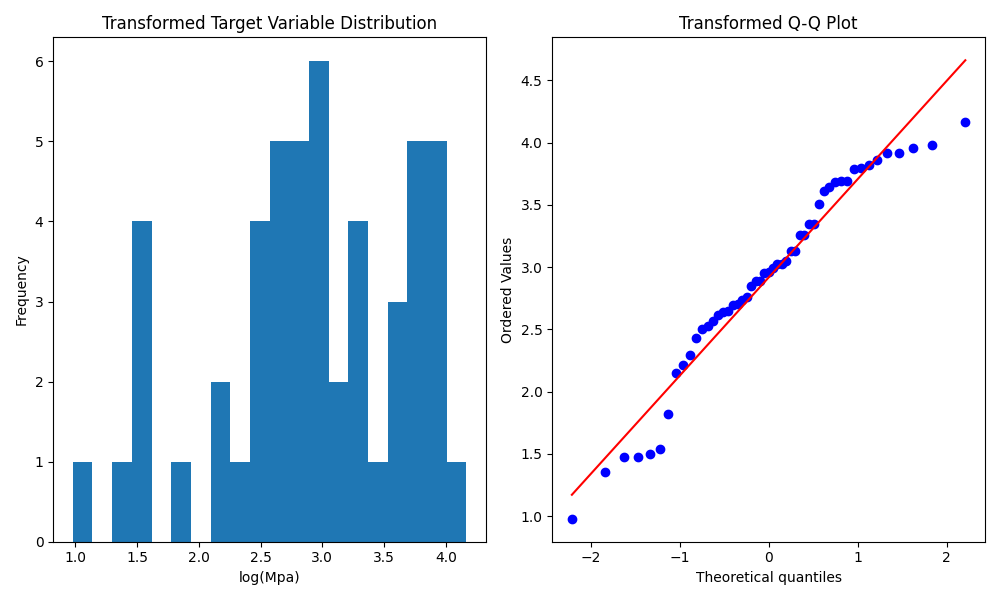 Transformed Target Variable Distribution
Frequency
6
5
4
3
2
1
0
1.0 1.5 2.0 2.5 3.0 3.5 4.0
log(Mpa)
Transformed Q-Q Plot
Ordered Values
4.5
4.0
3.5
3.0
2.5
2.0
1.5
1.0
−2 −1 0 1 2
Theoretical quantiles